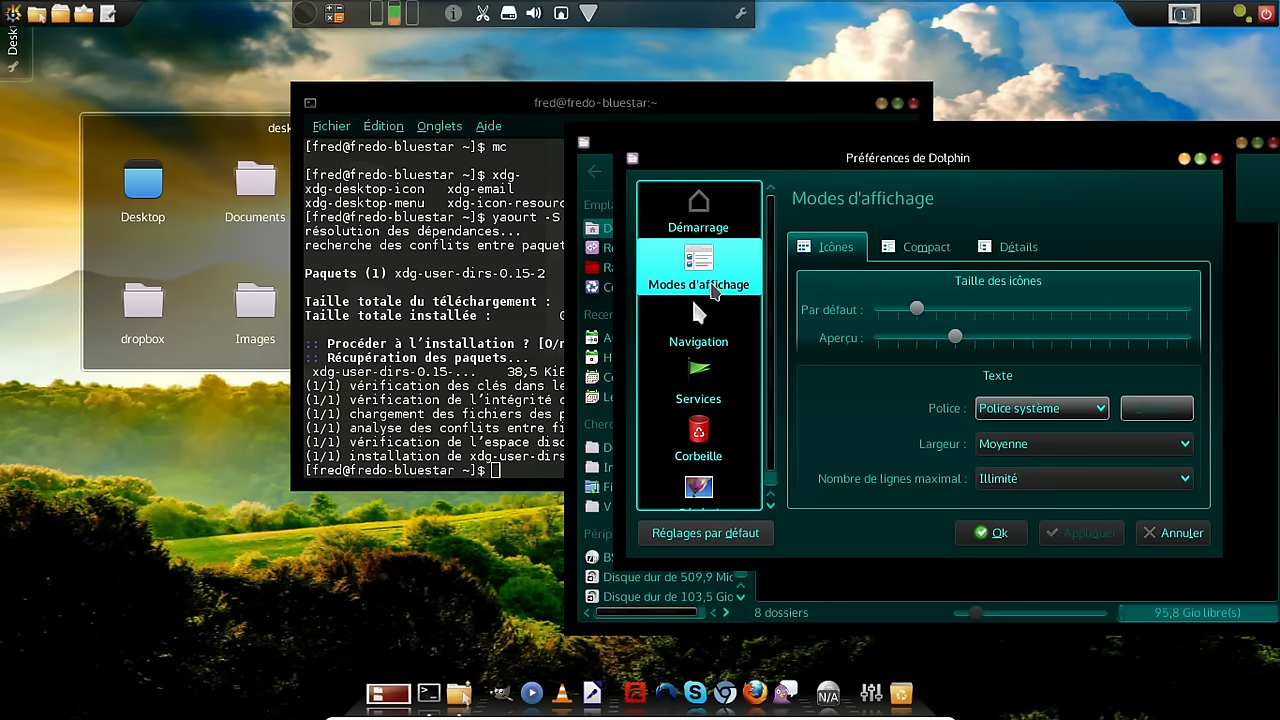 1
Desk
desk
Desktop
Documents
dropbox
Images
fred@fredo-bluestar:~
Fichier Édition Onglets Aide
[fred@fredo-bluestar ~]$ mc
[fred@fredo-bluestar ~]$ xdg-
xdg-desktop-icon xdg-email
xdg-desktop-menu xdg-icon-resourc
[fred@fredo-bluestar ~]$ yaourt -S
résolution des dépendances...
recherche des conflits entre paquet
Paquets (1) xdg-user-dirs-0.15-2
Taille totale du téléchargement :
Taille totale installée :
:: Procéder à l'installation ? [O/n
:: Récupération des paquets...
xdg-user-dirs-0.15-... 38,5 KiB
(1/1) vérification des clés dans le
(1/1) vérification de l'intégrité d
(1/1) chargement des fichiers des p
(1/1) analyse des conflits entre fi
(1/1) vérification de l'espace disq
(1/1) installation de xdg-user-dirs
[fred@fredo-bluestar ~]$
Empla
Recen
Cherc
Périp
Disque dur de 509,9 Mio
Disque dur de 103,5 Gio
8 dossiers
95,8 Gio libre(s)
Préférences de Dolphin
Démarrage
Modes d'affichage
Navigation
Services
Corbeille
Modes d'affichage
Icônes Compact Détails
Taille des icônes
Par défaut :
Aperçu :
Texte
Police : Police système
Largeur : Moyenne
Nombre de lignes maximal : Illimité
Réglages par défaut
Ok Appliquer Annuler
N/A